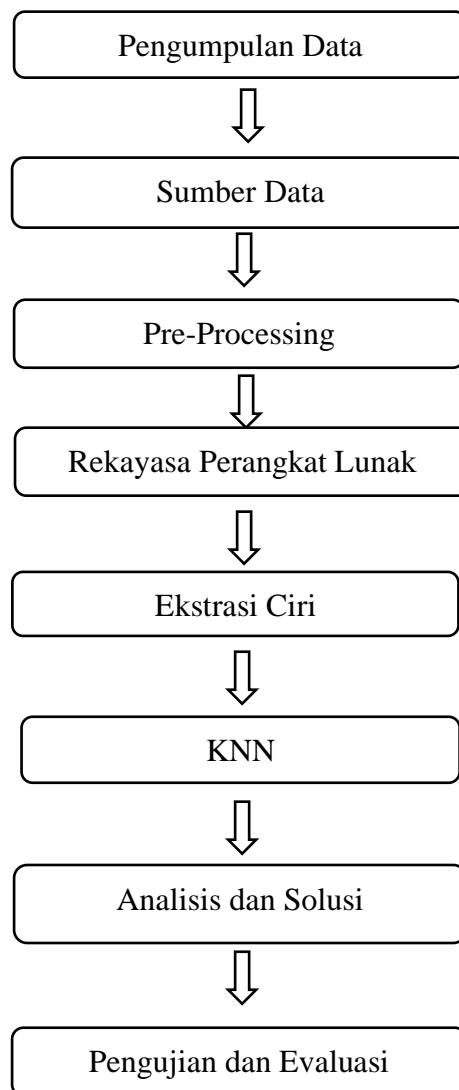 Pengumpulan Data
Sumber Data
Pre-Processing
Rekayasa Perangkat Lunak
Ekstrasi Ciri
KNN
Analisis dan Solusi
Pengujian dan Evaluasi